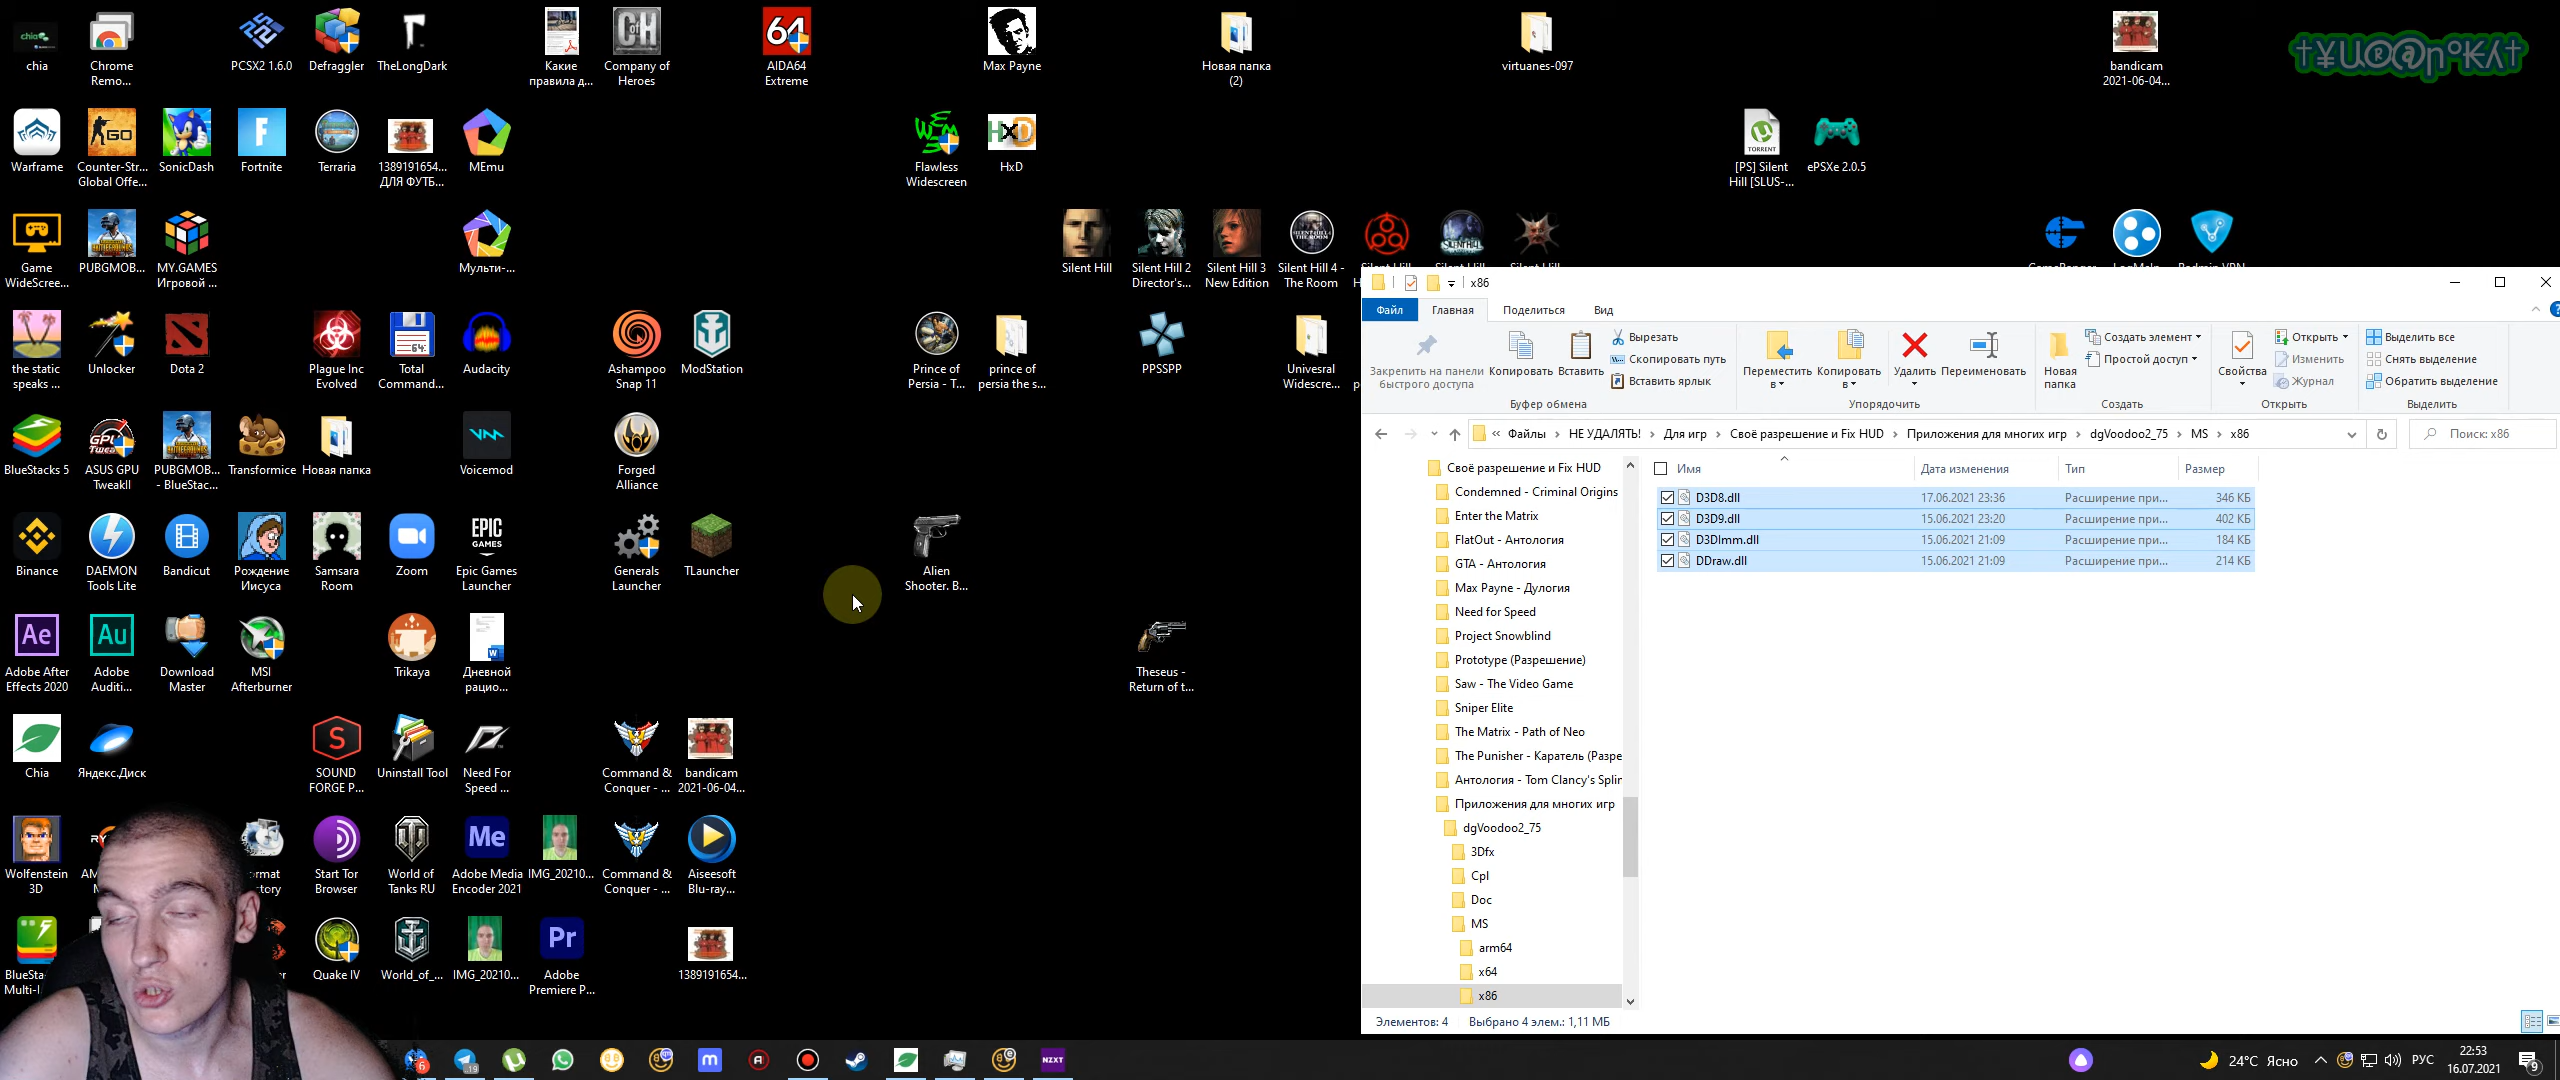 chia
Chrome
Remo...
PCSX2 1.6.0
Defraggler
TheLongDark
Какие
правила д...
Company of
Heroes
64
AIDA64
Extreme
Max Payne
Новая папка
(2)
virtuanes-097
bandicam
2021-06-04...
Warframe
Counter-Str...
Global Offe...
SonicDash
Fortnite
Terraria
1389191654...
ДЛЯ ФУТБ...
MEmu
Flawless
Widescreen
HxD
TORRENT
[PS] Silent
Hill [SLUS-...
ePSXe 2.0.5
Game
WideScree...
PUBGMOB...
MY.GAMES
Игровой ...
Мульти-...
Silent Hill
Silent Hill 2
Director's...
Silent Hill 3
New Edition
Silent Hill 4 -
The Room
the static
speaks ...
Unlocker
Dota 2
Plague Inc
Evolved
Total
Command...
Audacity
Ashampoo
Snap 11
ModStation
Prince of
Persia - T...
prince of
persia the s...
PPSSPP
Univesral
Widescre...
BlueStacks 5
ASUS GPU
TweakII
PUBGMOB...
- BlueStac...
Transformice
Новая папка
Voicemod
Forged
Alliance
Binance
DAEMON
Tools Lite
Bandicut
Рождение
Иисуса
Samsara
Room
Zoom
EPIC
GAMES
Epic Games
Launcher
Generals
Launcher
TLauncher
Alien
Shooter. B...
Adobe After
Effects 2020
Adobe
Auditi...
Download
Master
MSI
Afterburner
Trikaya
Дневной
рацио...
Theseus -
Return of t...
Chia
Яндекс.Диск
SOUND
FORGE P...
Uninstall Tool
Need For
Speed ...
Command &
Conquer - ...
bandicam
2021-06-04...
Wolfenstein
3D
Start Tor
Browser
World of
Tanks RU
Adobe Media
Encoder 2021
IMG_20210...
Command &
Conquer - ...
Aiseesoft
Blu-ray...
Quake IV
World_of_...
IMG_20210...
Adobe
Premiere P...
1389191654...
x86
Файл
Главная
Поделиться
Вид
Закрепить на панели
быстрого доступа
Копировать
Вставить
Вырезать
Скопировать путь
Вставить ярлык
Буфер обмена
Переместить
в
Копировать
в
Удалить
Переименовать
Упорядочить
Новая
папка
Создать элемент
Простой доступ
Создать
Свойства
Открыть
Изменить
Журнал
Открыть
Выделить все
Снять выделение
Обратить выделение
Выделить
« Файлы > НЕ УДАЛЯТЬ! > Для игр > Своё разрешение и Fix HUD > Приложения для многих игр > dgVoodoo2_75 > MS > x86
Поиск: x86
Имя
Дата изменения
Тип
Размер
D3D8.dll 17.06.2021 23:36 Расширение при... 346 КБ
D3D9.dll 15.06.2021 23:20 Расширение при... 402 КБ
D3DImm.dll 15.06.2021 21:09 Расширение при... 184 КБ
DDraw.dll 15.06.2021 21:09 Расширение при... 214 КБ
Своё разрешение и Fix HUD
Condemned - Criminal Origins
Enter the Matrix
FlatOut - Антология
GTA - Антология
Max Payne - Дулогия
Need for Speed
Project Snowblind
Prototype (Разрешение)
Saw - The Video Game
Sniper Elite
The Matrix - Path of Neo
The Punisher - Каратель (Разре
Антология - Tom Clancy's Splin
Приложения для многих игр
dgVoodoo2_75
3Dfx
Cpl
Doc
MS
arm64
x64
x86
Элементов: 4
Выбрано 4 элем.: 1,11 МБ
NZXT
24°C Ясно
РУС
22:53
16.07.2021
9